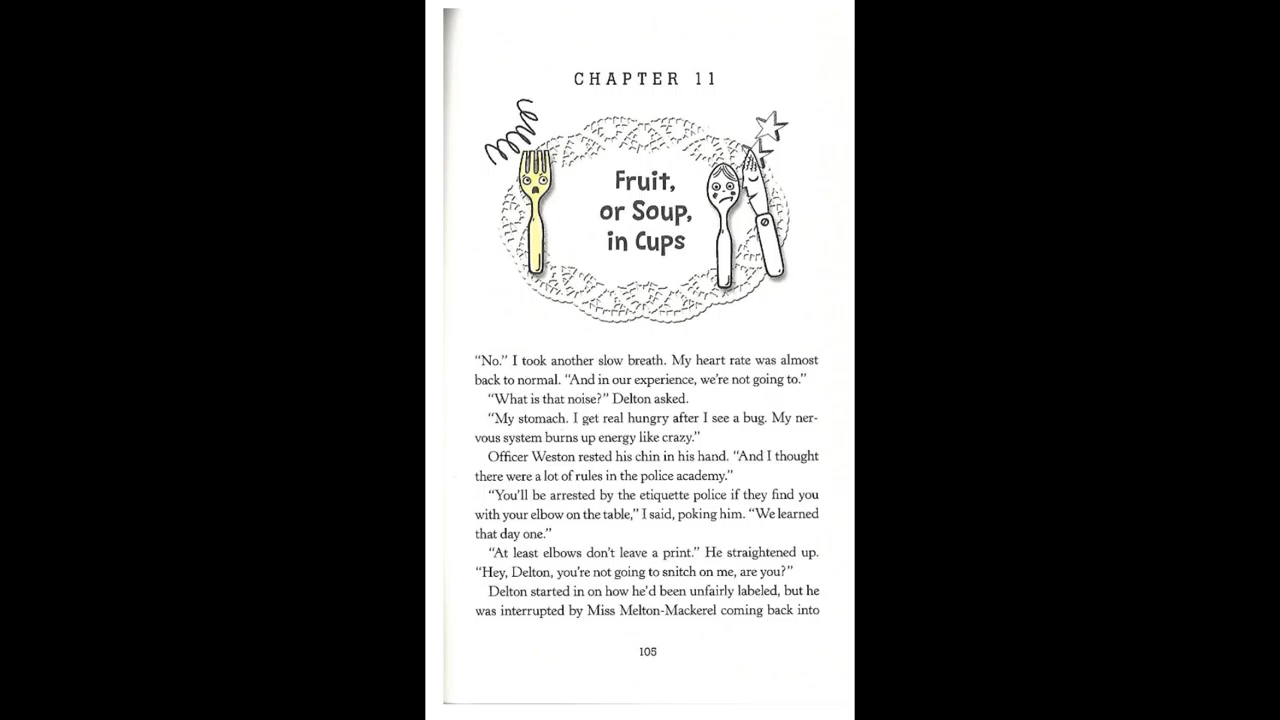 CHAPTER 11
Fruit,
or Soup,
in Cups
“No.” I took another slow breath. My heart rate was almost
back to normal. “And in our experience, we’re not going to.”
“What is that noise?” Delton asked.
“My stomach. I get real hungry after I see a bug. My ner-
vous system burns up energy like crazy.”
Officer Weston rested his chin in his hand. “And I thought
there were a lot of rules in the police academy.”
“You’ll be arrested by the etiquette police if they find you
with your elbow on the table,” I said, poking him. “We learned
that day one.”
“At least elbows don’t leave a print.” He straightened up.
“Hey, Delton, you’re not going to snitch on me, are you?”
Delton started in on how he’d been unfairly labeled, but he
was interrupted by Miss Melton-Mackerel coming back into
105